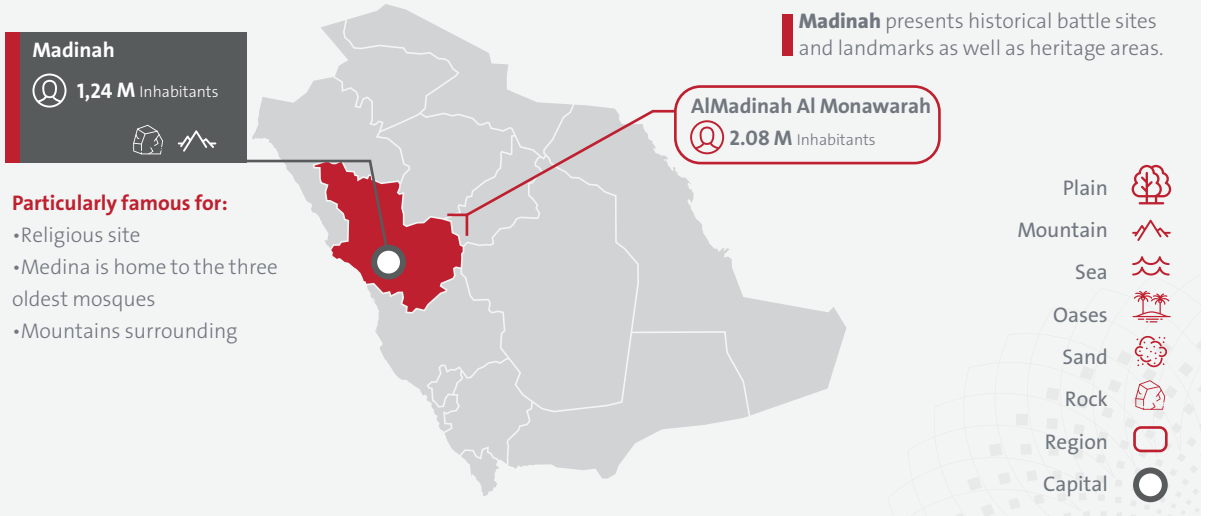 Madinah
1,24 M Inhabitants
Particularly famous for:
•Religious site
•Medina is home to the three
oldest mosques
•Mountains surrounding
Madinah presents historical battle sites
and landmarks as well as heritage areas.
AlMadinah Al Monawarah
2.08 M Inhabitants
Plain
Mountain
Sea
Oases
Sand
Rock
Region
Capital